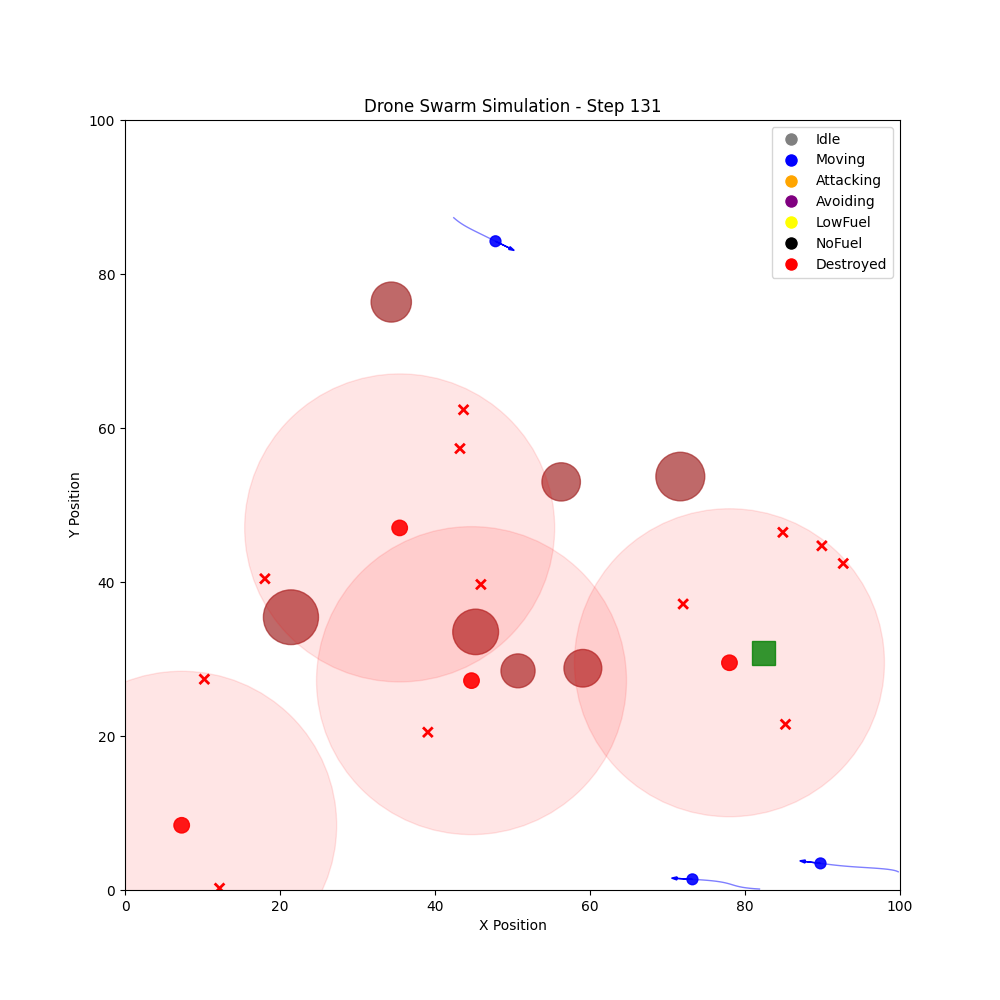 Drone Swarm Simulation - Step 131
100
80
60
40
20
0
Y Position
0 20 40 60 80 100
X Position
Idle
Moving
Attacking
Avoiding
LowFuel
NoFuel
Destroyed